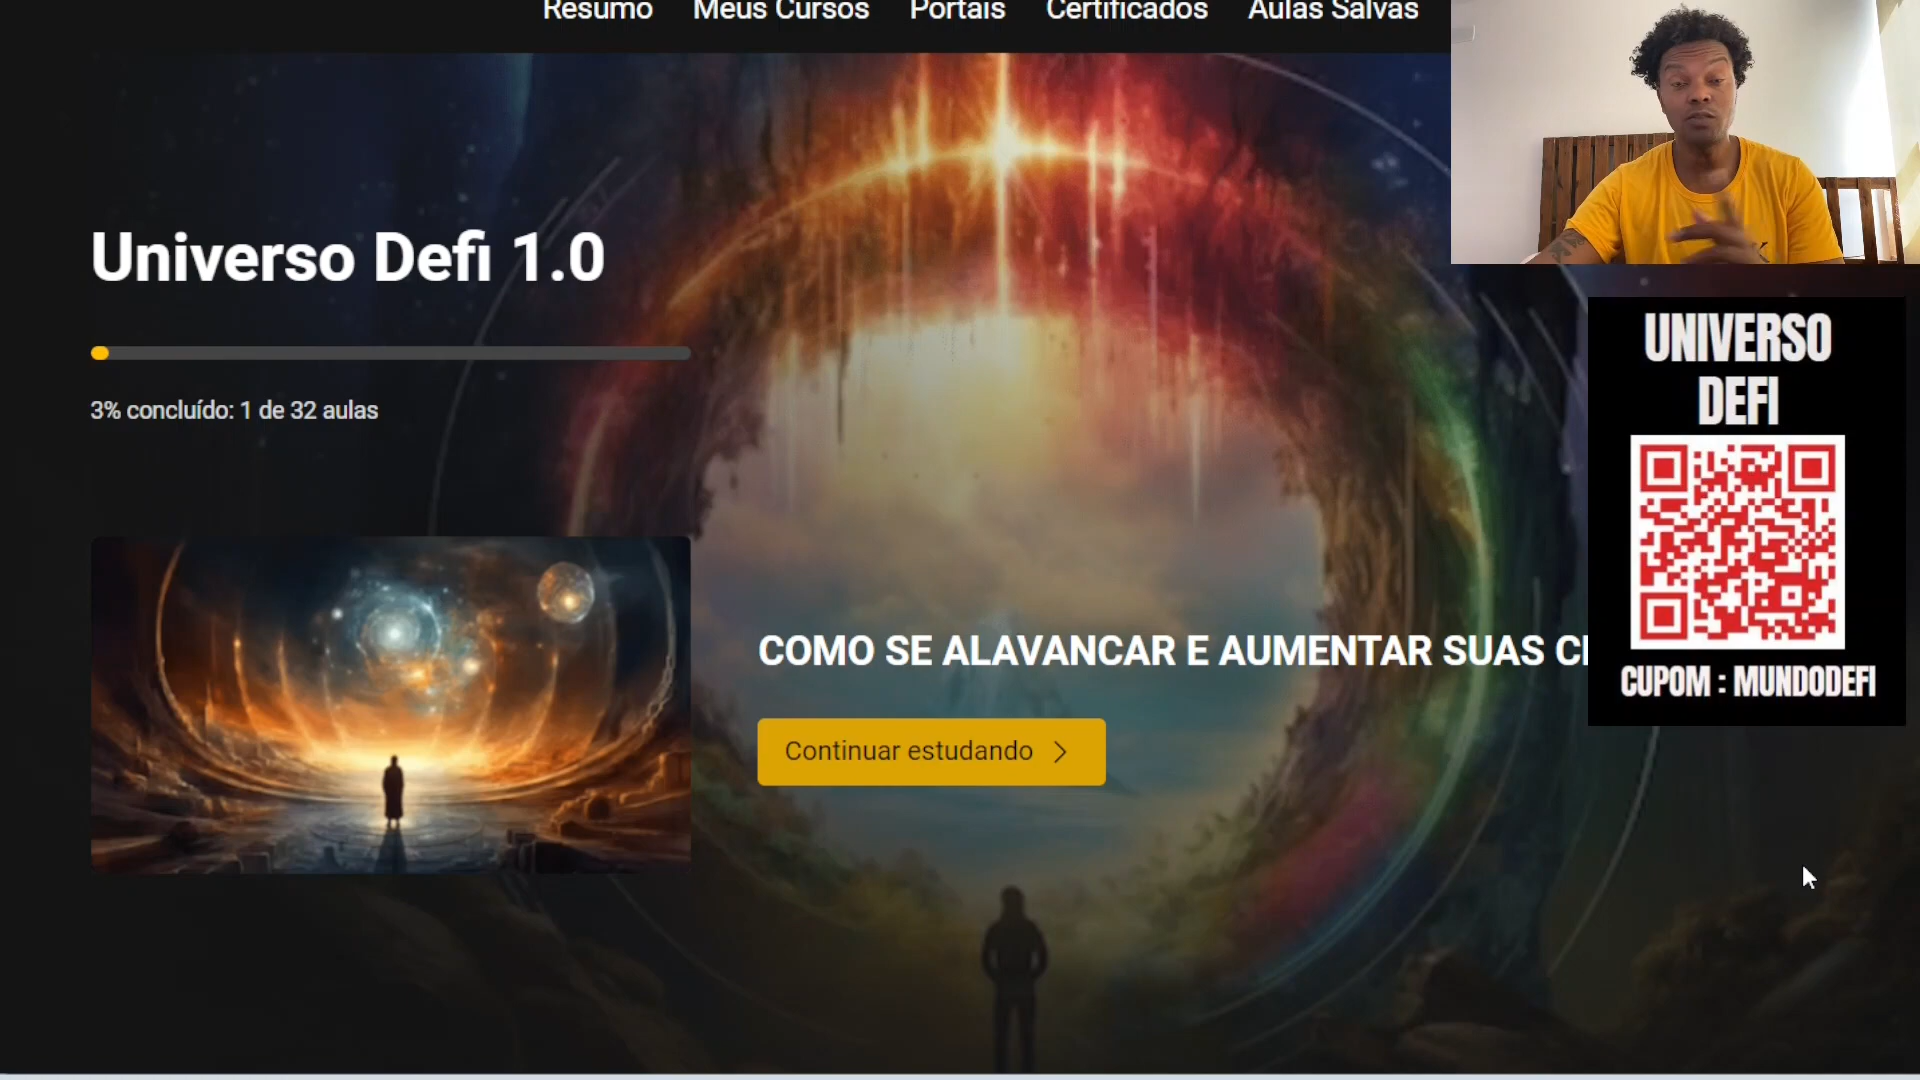 Resumo Meus Cursos Portais Certificados Aulas Salvas
Universo Defi 1.0
3% concluído: 1 de 32 aulas
COMO SE ALAVANCAR E AUMENTAR SUAS
Continuar estudando
UNIVERSO
DEFI
CUPOM : MUNDODEFI